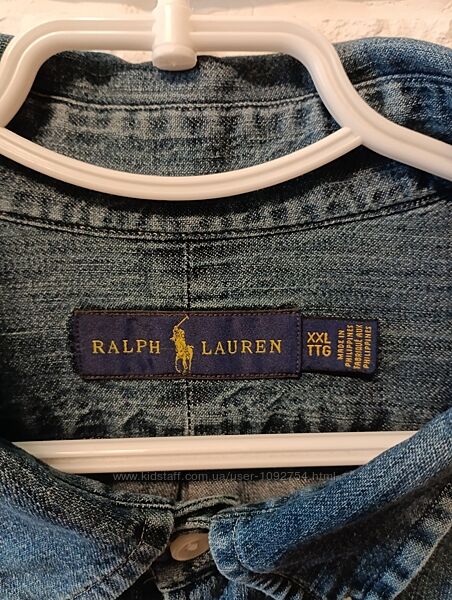 RALPH LAUREN
XXL
TTG
MADE IN
PHILIPPINES
FABRIQUÉ AUX
PHILIPPINES
www.kidstaff.com.ua/user-1092754.html